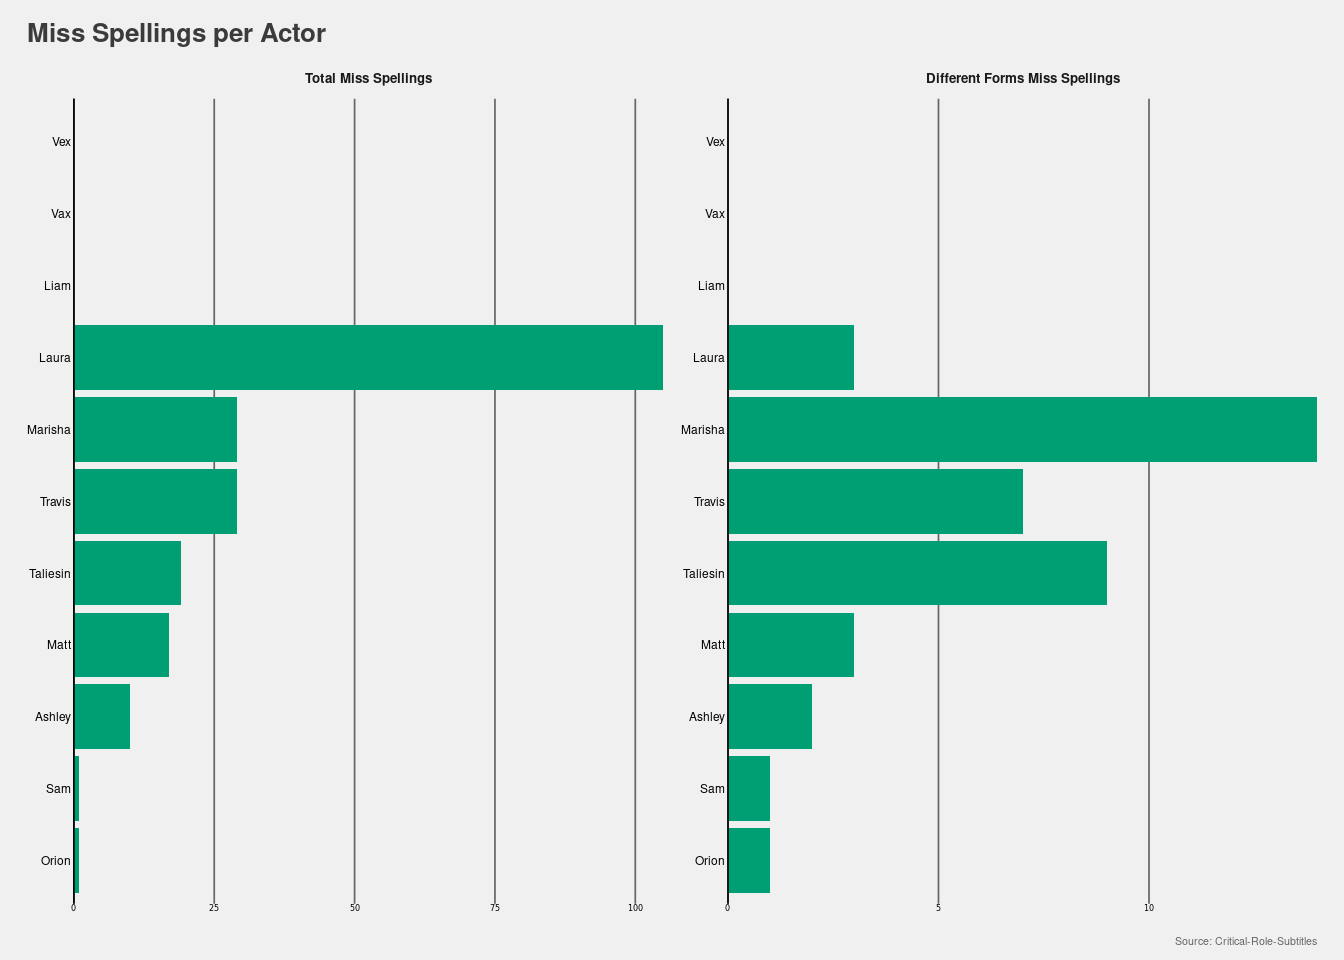 Miss Spellings per Actor
Total Miss Spellings
Vex
Vax
Liam
Laura
Marisha
Travis
Taliesin
Matt
Ashley
Sam
Orion
0 25 50 75 100
Different Forms Miss Spellings
Vex
Vax
Liam
Laura
Marisha
Travis
Taliesin
Matt
Ashley
Sam
Orion
0 5 10
Source: Critical-Role-Subtitles